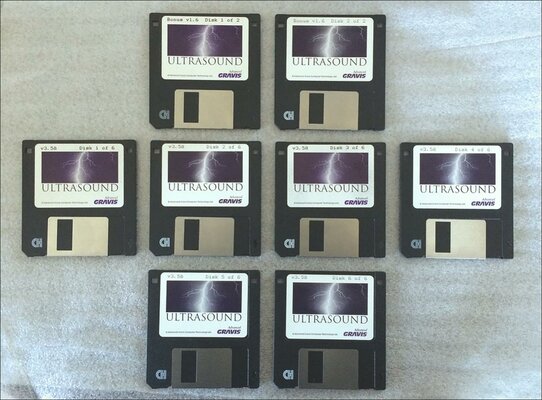 Bonus v1.6 Disk 1 of 2
ULTRASOUND
Advanced
GRAVIS
Bonus v1.6 Disk 2 of 2
ULTRASOUND
Advanced
GRAVIS
v3.58 Disk 1 of 6
ULTRASOUND
Advanced
GRAVIS
v3.58 Disk 2 of 6
ULTRASOUND
Advanced
GRAVIS
v3.58 Disk 3 of 6
ULTRASOUND
Advanced
GRAVIS
v3.58 Disk 4 of 6
ULTRASOUND
Advanced
GRAVIS
v3.58 Disk 5 of 6
ULTRASOUND
Advanced
GRAVIS
v3.58 Disk 6 of 6
ULTRASOUND
Advanced
GRAVIS